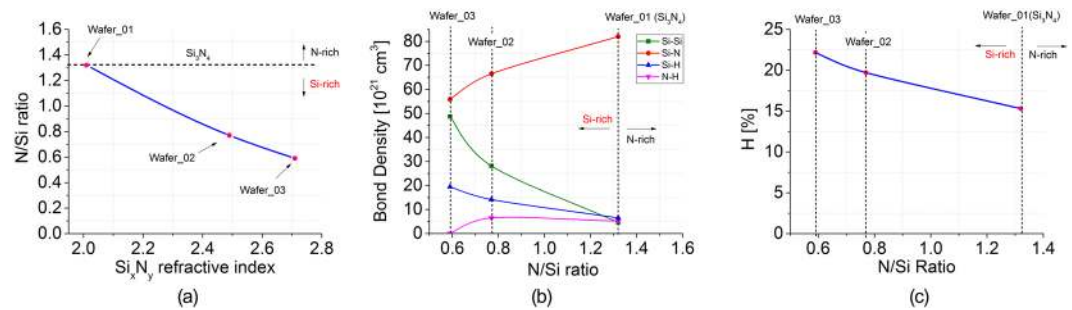 1.6
1.4
1.2
1.0
0.8
0.6
0.4
0.2
0.0
N/Si ratio
Wafer_01
Si₃N₄
N-rich
Si-rich
Wafer_02
Wafer_03
2.0 2.2 2.4 2.6 2.8
SiₓNᵧ refractive index
(a)
Wafer_03
Wafer_01 (Si₃N₄)
Wafer_02
80
70
60
50
40
30
20
10
0
Bond Density [10²¹ cm³]
Si-Si
Si-N
Si-H
N-H
Si-rich
N-rich
0.6 0.8 1.0 1.2 1.4 1.6
N/Si ratio
(b)
Wafer_03
Wafer_01(Si₃N₄)
Wafer_02
25
20
15
10
5
0
H [%]
Si-rich
N-rich
0.6 0.8 1.0 1.2 1.4
N/Si Ratio
(c)